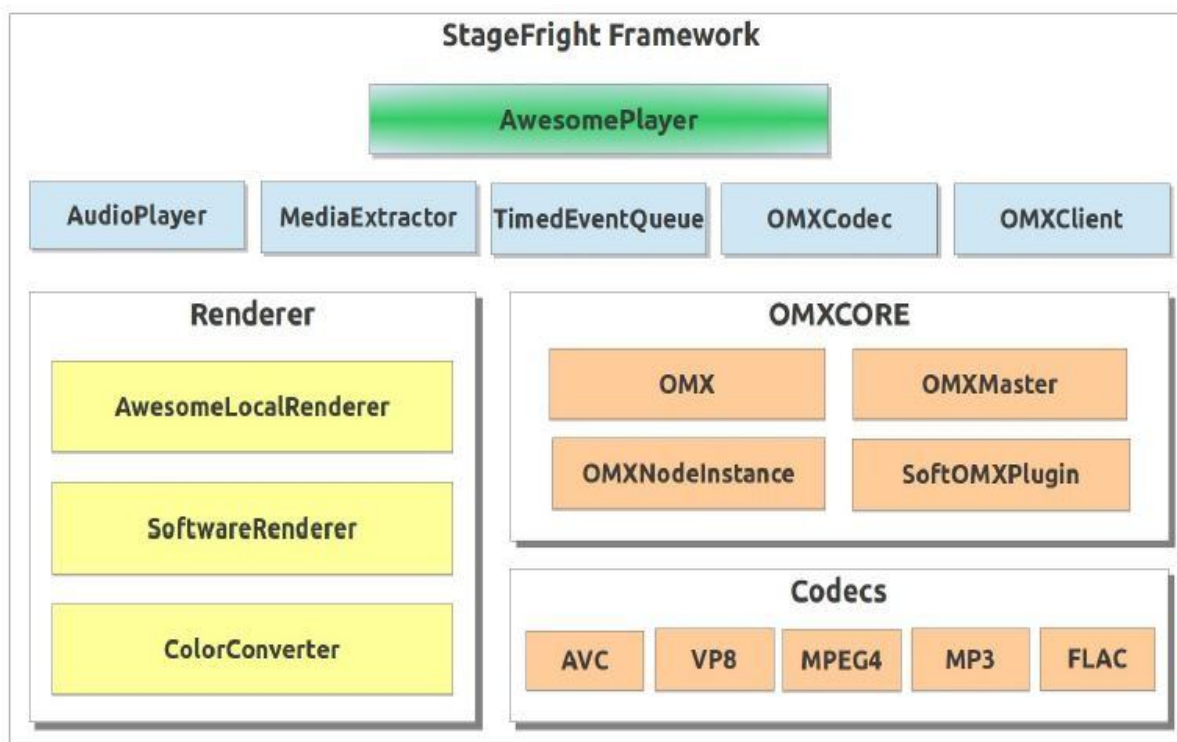 StageFright Framework
AwesomePlayer
AudioPlayer
MediaExtractor
TimedEventQueue
OMXCodec
OMXClient
Renderer
AwesomeLocalRenderer
SoftwareRenderer
ColorConverter
OMXCORE
OMX
OMXMaster
OMXNodeInstance
SoftOMXPlugin
Codecs
AVC
VP8
MPEG4
MP3
FLAC